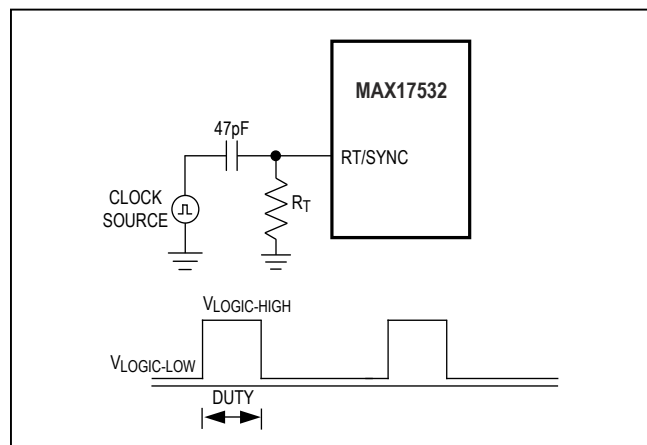 MAX17532
47pF
RT/SYNC
RT
CLOCK
SOURCE
VLOGIC-HIGH
VLOGIC-LOW
DUTY